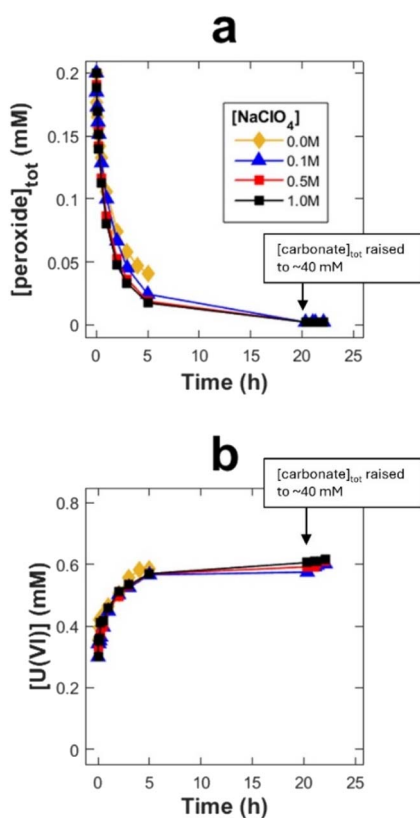 a
[peroxide]tot (mM)
0.2
0.15
0.1
0.05
0
[NaClO4]
0.0M
0.1M
0.5M
1.0M
[carbonate]tot raised
to ~40 mM
0 5 10 15 20 25
Time (h)
b
[carbonate]tot raised
to ~40 mM
[U(VI)] (mM)
0.8
0.6
0.4
0.2
0
0 5 10 15 20 25
Time (h)